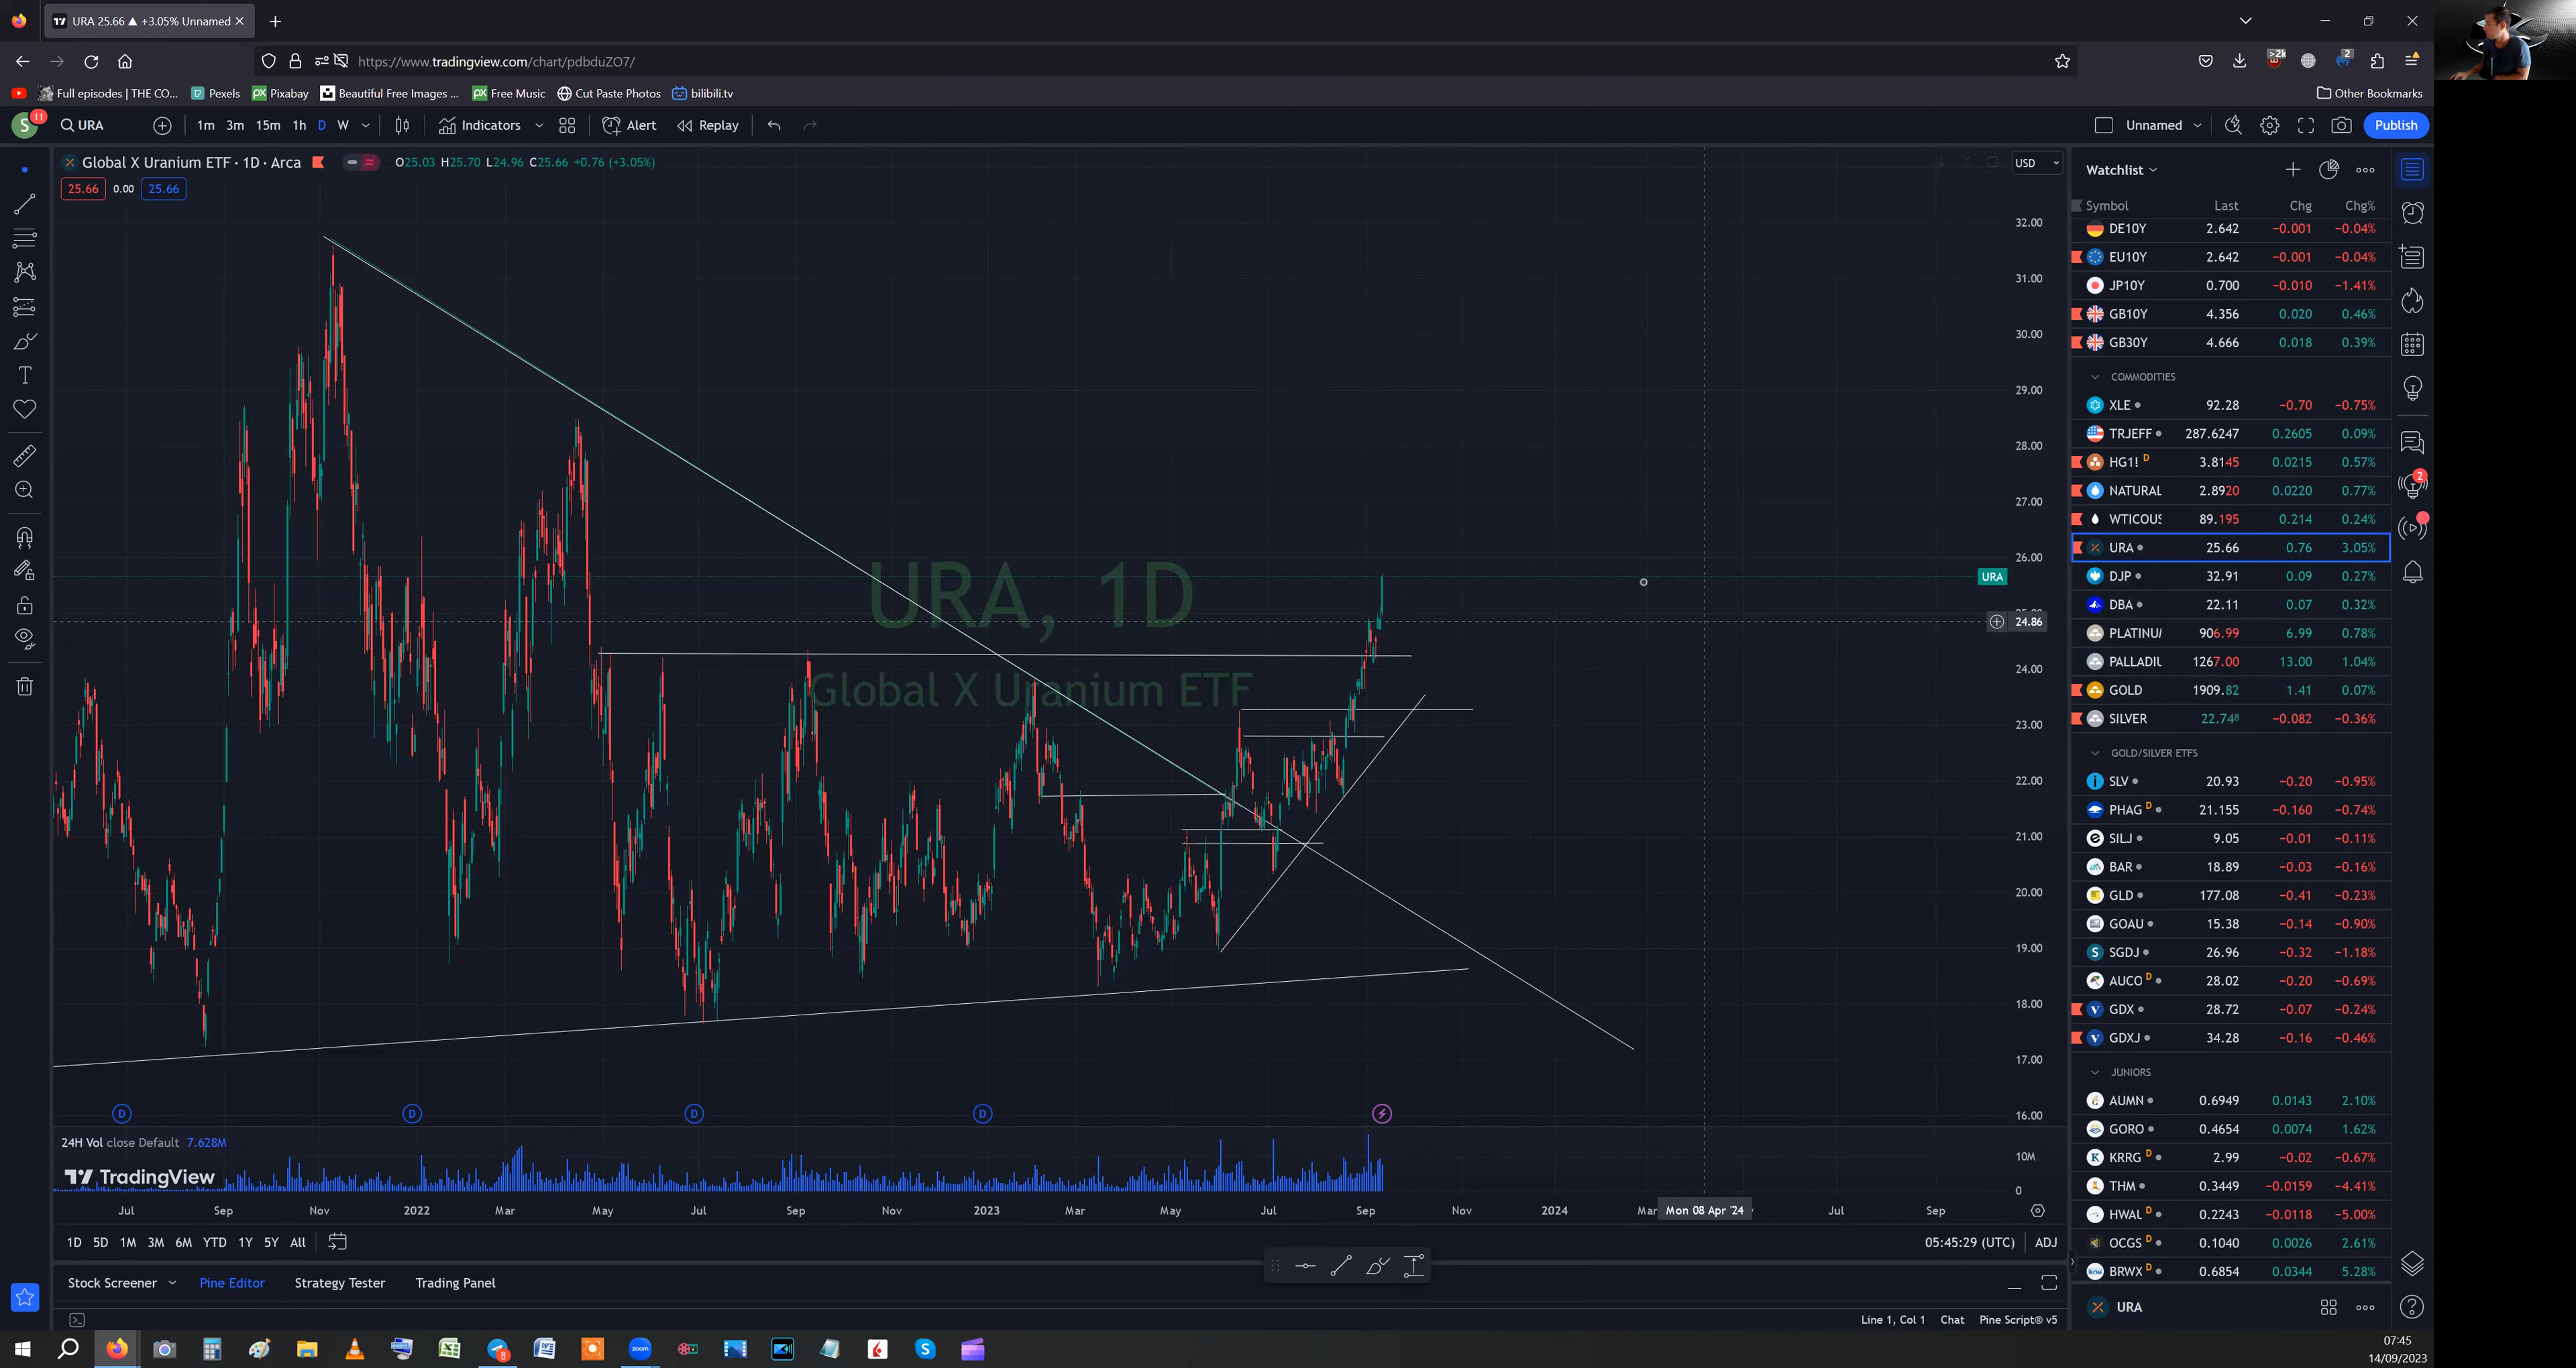 URA 25.66 ▲ +3.05% Unnamed
https://www.tradingview.com/chart/pdbduZO7/
>2k
2
Full episodes | THE CO...
Pexels
Pixabay
Beautiful Free Images ...
Free Music
Cut Paste Photos
bilibili.tv
Other Bookmarks
S 11
URA
1m 3m 15m 1h D W
Indicators
Alert
Replay
Unnamed
Publish
Global X Uranium ETF · 1D · Arca
O25.03 H25.70 L24.96 C25.66 +0.76 (+3.05%)
25.66 0.00 25.66
USD
32.00
31.00
30.00
29.00
28.00
27.00
26.00
URA
24.86
24.00
23.00
22.00
21.00
20.00
19.00
18.00
17.00
16.00
URA, 1D
Global X Uranium ETF
D D D D
24H Vol close Default 7.628M
10M
0
TradingView
Jul Sep Nov 2022 Mar May Jul Sep Nov 2023 Mar May Jul Sep Nov 2024 Mar Mon 08 Apr '24 Jul Sep
1D 5D 1M 3M 6M YTD 1Y 5Y All
05:45:29 (UTC) ADJ
Stock Screener Pine Editor Strategy Tester Trading Panel
Line 1, Col 1 Chat Pine Script® v5
Watchlist
Symbol Last Chg Chg%
DE10Y 2.642 −0.001 −0.04%
EU10Y 2.642 −0.001 −0.04%
JP10Y 0.700 −0.010 −1.41%
GB10Y 4.356 0.020 0.46%
GB30Y 4.666 0.018 0.39%
COMMODITIES
XLE 92.28 −0.70 −0.75%
TRJEFF 287.6247 0.2605 0.09%
HG1! D 3.8145 0.0215 0.57%
NATURAL 2.8920 0.0220 0.77%
WTICOUS 89.195 0.214 0.24%
URA 25.66 0.76 3.05%
DJP 32.91 0.09 0.27%
DBA 22.11 0.07 0.32%
PLATINU 906.99 6.99 0.78%
PALLADIU 1267.00 13.00 1.04%
GOLD 1909.82 1.41 0.07%
SILVER 22.748 −0.082 −0.36%
GOLD/SILVER ETFS
SLV 20.93 −0.20 −0.95%
PHAG D 21.155 −0.160 −0.74%
SILJ 9.05 −0.01 −0.11%
BAR 18.89 −0.03 −0.16%
GLD 177.08 −0.41 −0.23%
GOAU 15.38 −0.14 −0.90%
SGDJ 26.96 −0.32 −1.18%
AUCO D 28.02 −0.20 −0.69%
GDX 28.72 −0.07 −0.24%
GDXJ 34.28 −0.16 −0.46%
JUNIORS
AUMN 0.6949 0.0143 2.10%
GORO 0.4654 0.0074 1.62%
KRRG D 2.99 −0.02 −0.67%
THM 0.3449 −0.0159 −4.41%
HWAL D 0.2243 −0.0118 −5.00%
OCGS D 0.1040 0.0026 2.61%
BRWX D 0.6854 0.0344 5.28%
URA
2
8
zoom
07:45
14/09/2023